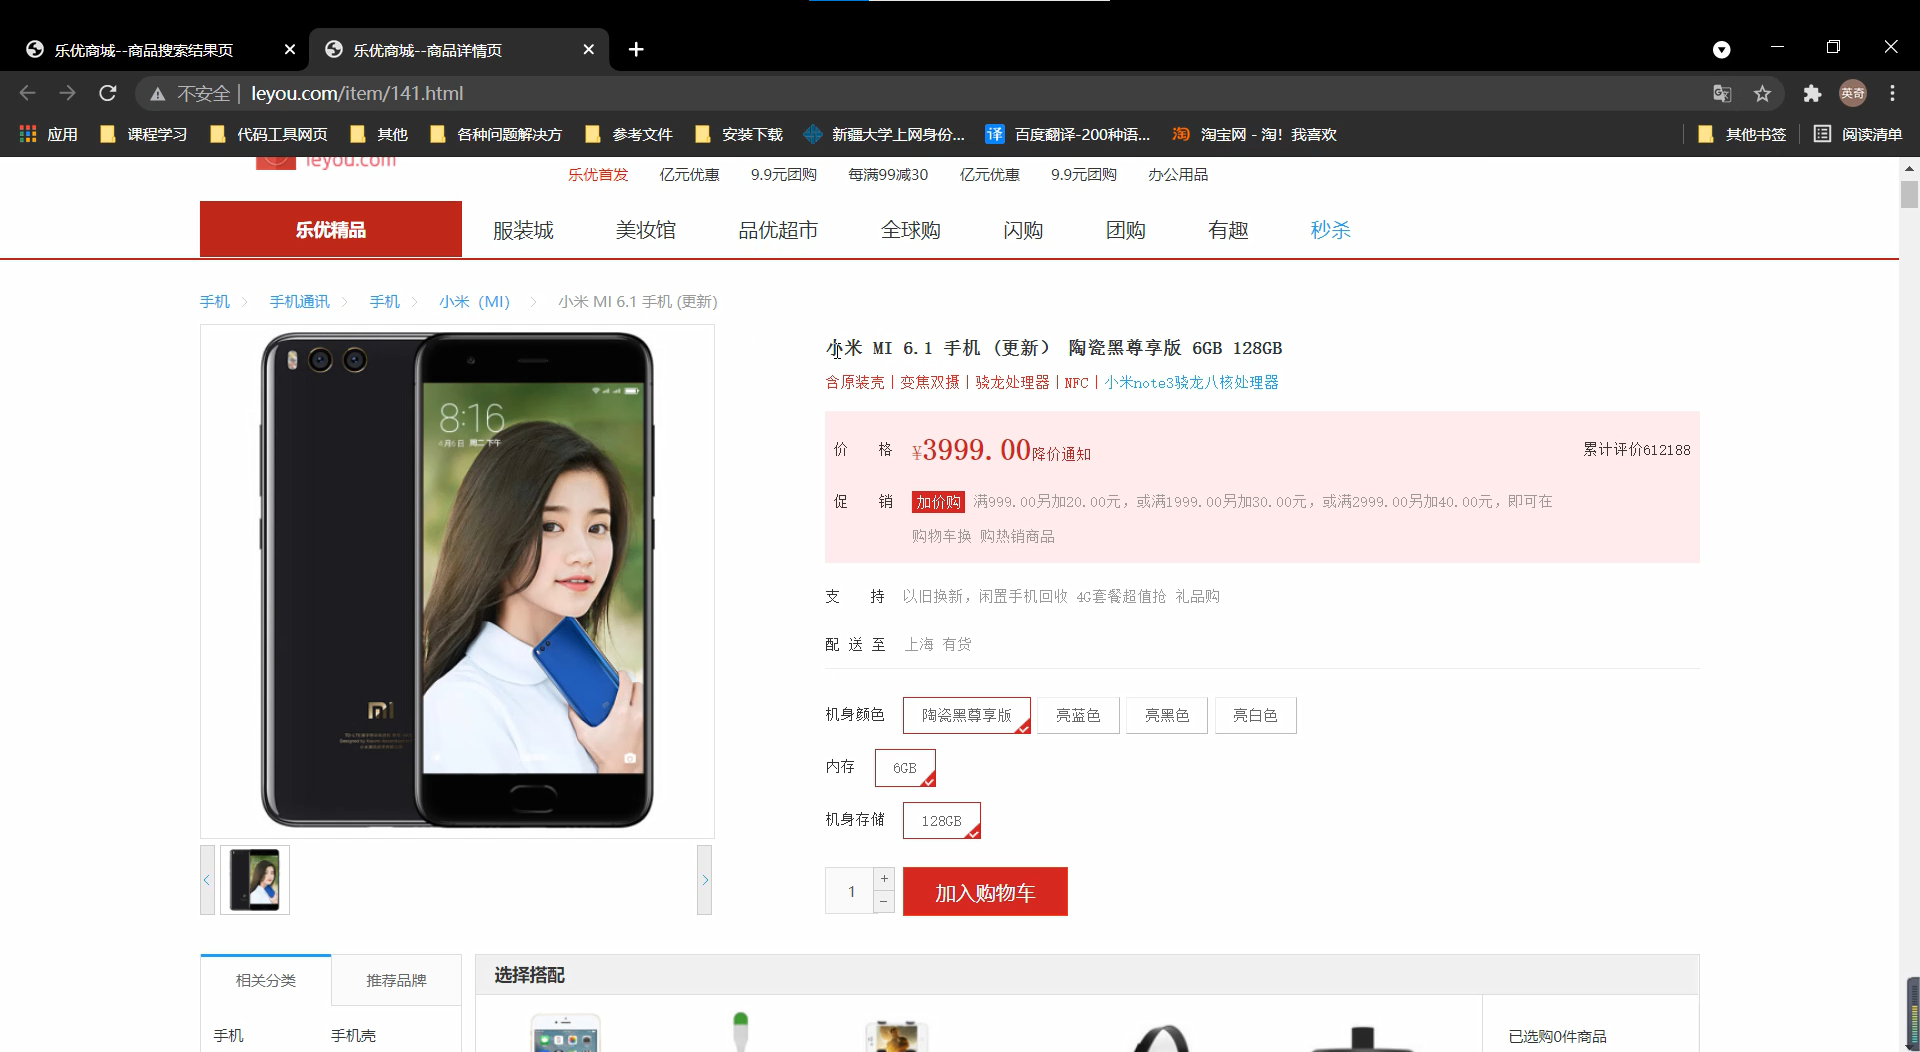 乐优商城--商品搜索结果页
乐优商城--商品详情页
不安全 | leyou.com/item/141.html
英奇
应用 课程学习 代码工具网页 其他 各种问题解决方 参考文件 安装下载 新疆大学上网身份... 译 百度翻译-200种语... 淘 淘宝网 - 淘！我喜欢 其他书签 阅读清单
leyou.com
乐优首发 亿元优惠 9.9元团购 每满99减30 亿元优惠 9.9元团购 办公用品
乐优精品 服装城 美妆馆 品优超市 全球购 闪购 团购 有趣 秒杀
手机 手机通讯 手机 小米（MI） 小米 MI 6.1 手机 (更新)
8:16
4月6日 周二下午
小米 MI 6.1 手机 (更新） 陶瓷黑尊享版 6GB 128GB
含原装壳丨变焦双摄丨骁龙处理器丨NFC丨小米note3骁龙八核处理器
价 格 ¥3999.00降价通知 累计评价612188
促 销 加价购 满999.00另加20.00元，或满1999.00另加30.00元，或满2999.00另加40.00元，即可在
购物车换 购热销商品
支 持 以旧换新，闲置手机回收 4G套餐超值抢 礼品购
配 送 至 上海 有货
机身颜色 陶瓷黑尊享版 亮蓝色 亮黑色 亮白色
内存 6GB
机身存储 128GB
1 + - 加入购物车
相关分类 推荐品牌
手机 手机壳
选择搭配
已选购0件商品